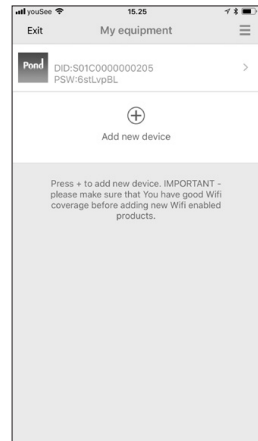 youSee 15.25
Exit My equipment
Pond
DID:S01C0000000205
PSW:6stLvpBL
Add new device
Press + to add new device. IMPORTANT -
please make sure that You have good Wifi
coverage before adding new Wifi enabled
products.